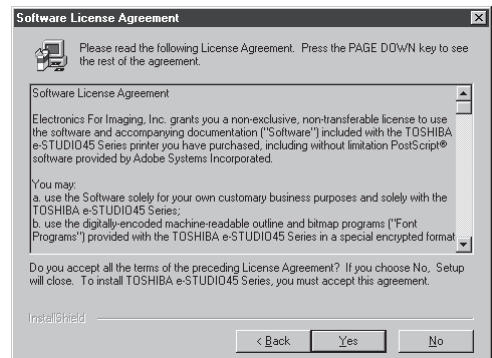 Software License Agreement
Please read the following License Agreement. Press the PAGE DOWN key to see
the rest of the agreement.
Software License Agreement
Electronics For Imaging, Inc. grants you a non-exclusive, non-transferable license to use
the software and accompanying documentation ("Software") included with the TOSHIBA
e-STUDIO45 Series printer you have purchased, including without limitation PostScript®
software provided by Adobe Systems Incorporated.
You may:
a. use the Software solely for your own customary business purposes and solely with the
TOSHIBA e-STUDIO45 Series;
b. use the digitally-encoded machine-readable outline and bitmap programs ("Font
Programs") provided with the TOSHIBA e-STUDIO45 Series in a special encrypted format
Do you accept all the terms of the preceding License Agreement? If you choose No, Setup
will close. To install TOSHIBA e-STUDIO45 Series, you must accept this agreement.
InstallShield
< Back Yes No